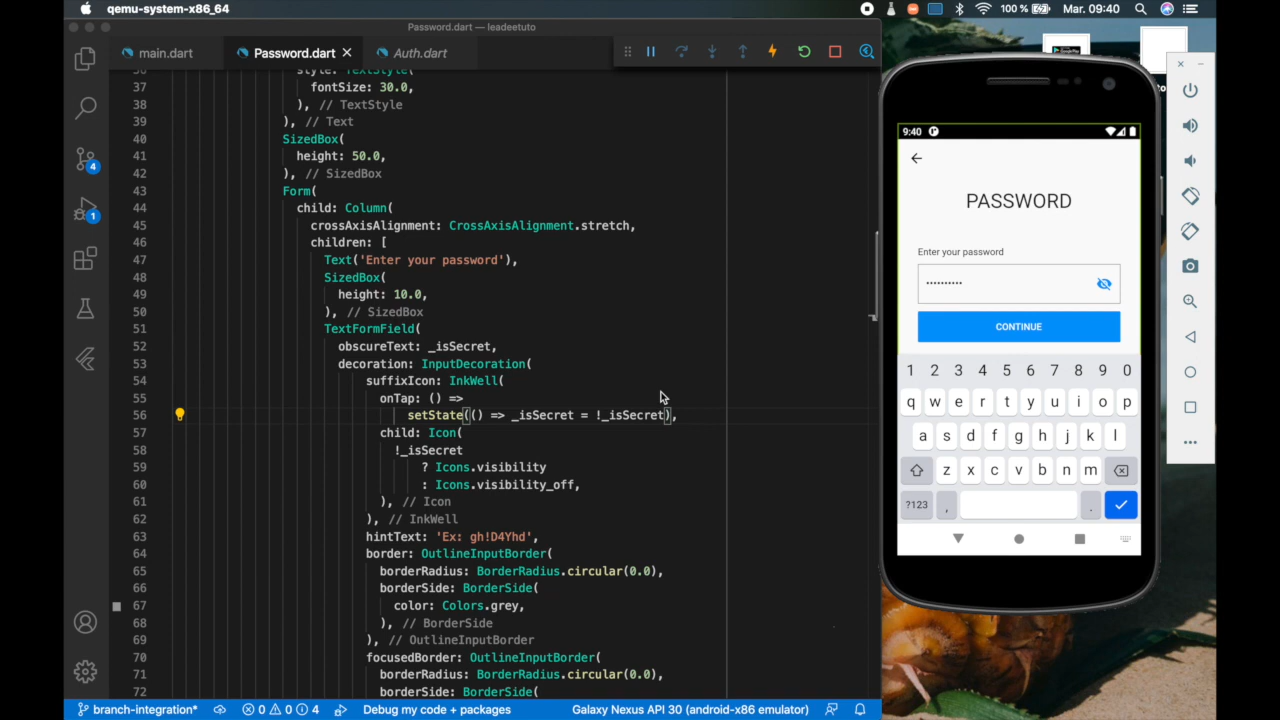 qemu-system-x86_64
100 %
Mar. 09:40
Password.dart — leadeetuto
main.dart
Password.dart
Auth.dart
36 style: TextStyle(
37 fontSize: 30.0,
38 ), // TextStyle
39 ), // Text
40 SizedBox(
41 height: 50.0,
42 ), // SizedBox
43 Form(
44 child: Column(
45 crossAxisAlignment: CrossAxisAlignment.stretch,
46 children: [
47 Text('Enter your password'),
48 SizedBox(
49 height: 10.0,
50 ), // SizedBox
51 TextFormField(
52 obscureText: _isSecret,
53 decoration: InputDecoration(
54 suffixIcon: InkWell(
55 onTap: () =>
56 setState(() => _isSecret = !_isSecret),
57 child: Icon(
58 !_isSecret
59 ? Icons.visibility
60 : Icons.visibility_off,
61 ), // Icon
62 ), // InkWell
63 hintText: 'Ex: gh!D4Yhd',
64 border: OutlineInputBorder(
65 borderRadius: BorderRadius.circular(0.0),
66 borderSide: BorderSide(
67 color: Colors.grey,
68 ), // BorderSide
69 ), // OutlineInputBorder
70 focusedBorder: OutlineInputBorder(
71 borderRadius: BorderRadius.circular(0.0),
72 borderSide: BorderSide(
4
1
branch-integration*
0 0 4
Debug my code + packages
Galaxy Nexus API 30 (android-x86 emulator)
9:40
PASSWORD
Enter your password
••••••••••
CONTINUE
1 2 3 4 5 6 7 8 9 0
q w e r t y u i o p
a s d f g h j k l
z x c v b n m
?123 , .